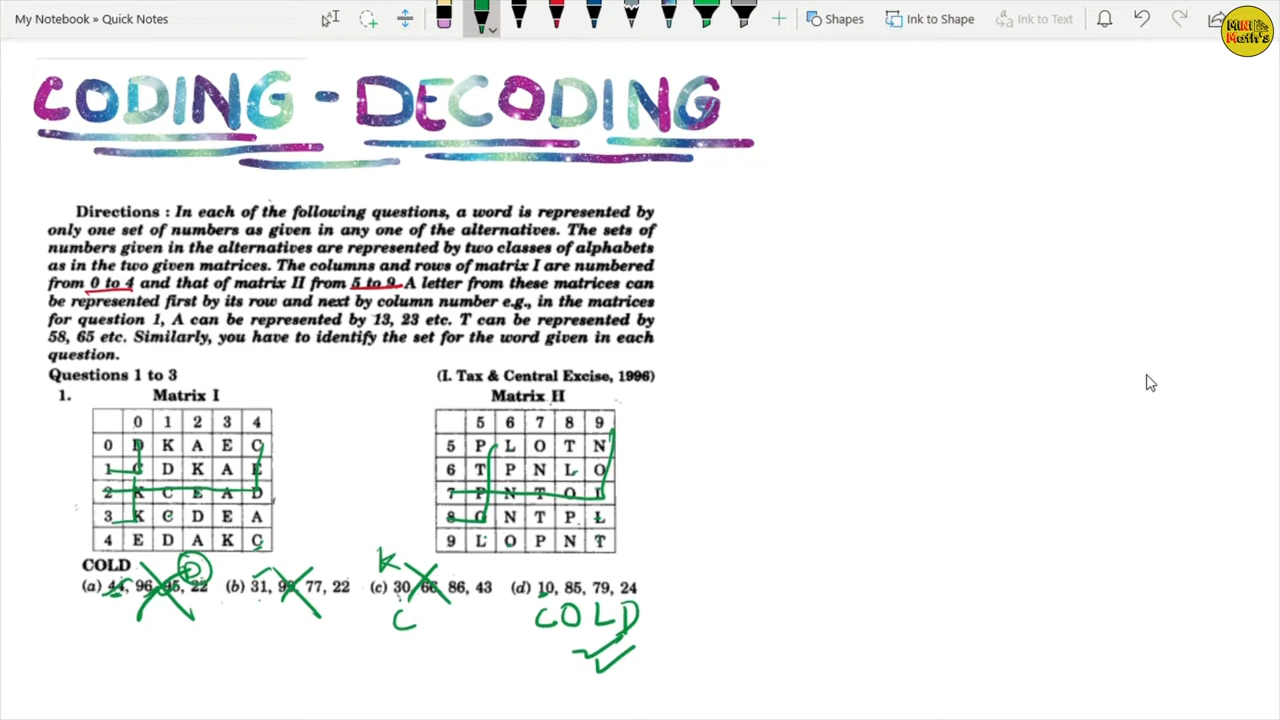 My Notebook » Quick Notes
Shapes
Ink to Shape
Ink to Text
MiNi
Math's
CODING - DECODING
Directions : In each of the following questions, a word is represented by
only one set of numbers as given in any one of the alternatives. The sets of
numbers given in the alternatives are represented by two classes of alphabets
as in the two given matrices. The columns and rows of matrix I are numbered
from 0 to 4 and that of matrix II from 5 to 9. A letter from these matrices can
be represented first by its row and next by column number e.g., in the matrices
for question 1, A can be represented by 13, 23 etc. T can be represented by
58, 65 etc. Similarly, you have to identify the set for the word given in each
question.
Questions 1 to 3 (I. Tax & Central Excise, 1996)
1. Matrix I Matrix II
0 1 2 3 4 5 6 7 8 9
0 D K A E C 5 P L O T N
1 C D K A E 6 T P N L O
2 K C E A D 7 P N T O L
3 K C D E A 8 O N T P L
4 E D A K C 9 L O P N T
COLD
(a) 44, 96, 95, 22 (b) 31, 99, 77, 22 (c) 30, 66, 86, 43 (d) 10, 85, 79, 24
K
D
C
COLD